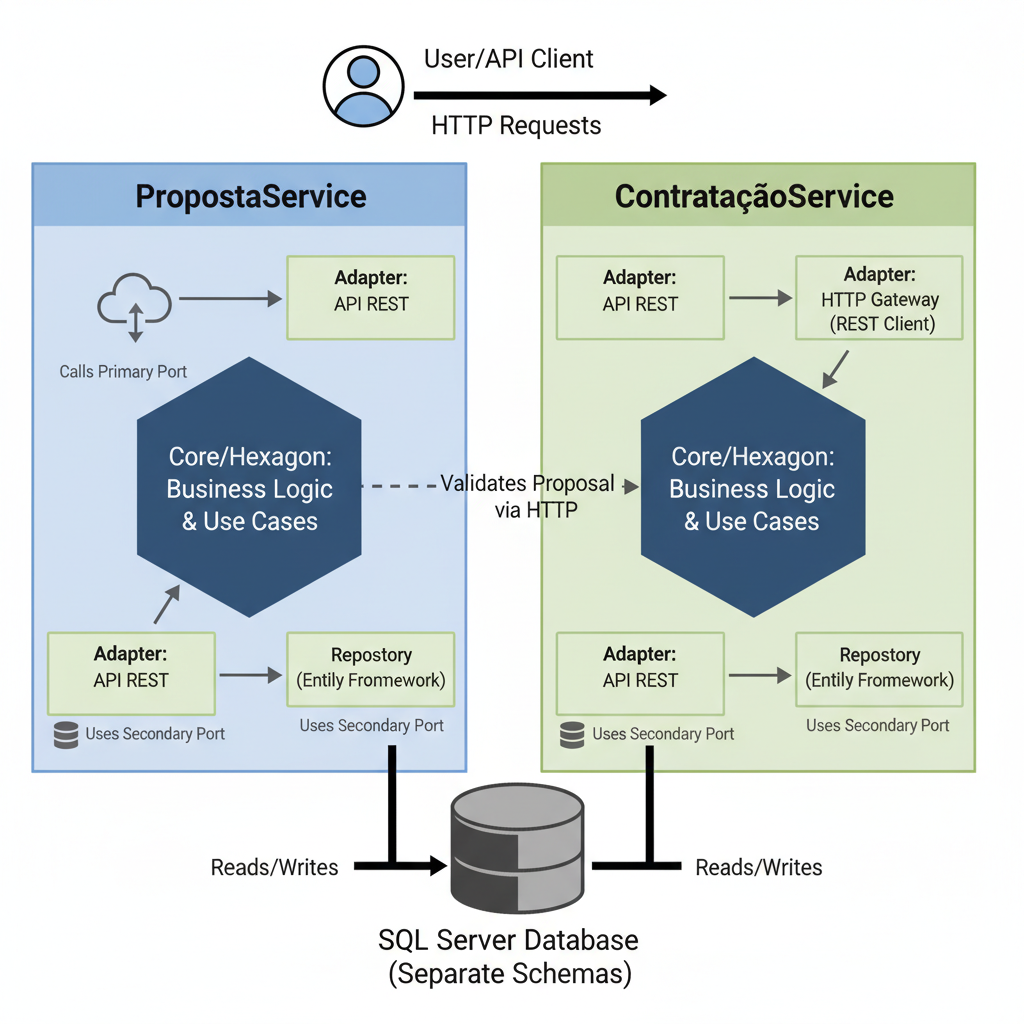 User/API Client
HTTP Requests
PropostaService
Adapter:
API REST
Calls Primary Port
Core/Hexagon:
Business Logic
& Use Cases
Adapter:
API REST
Repostory
(Entily Fromework)
Uses Secondary Port
Uses Secondary Port
Validates Proposal
via HTTP
ContrataçãoService
Adapter:
API REST
Adapter:
HTTP Gateway
(REST Client)
Core/Hexagon:
Business Logic
& Use Cases
Adapter:
API REST
Repostory
(Entily Fromework)
Uses Secondary Port
Uses Secondary Port
Reads/Writes
Reads/Writes
SQL Server Database
(Separate Schemas)